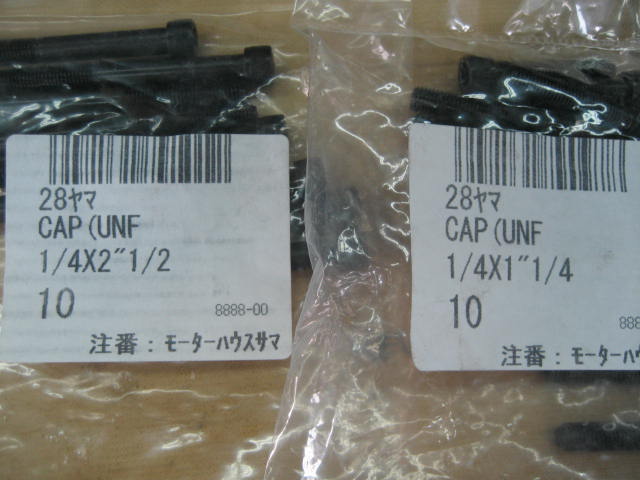 28ヤマ
CAP(UNF
1/4X2"1/2
10
8888-00
注番：モーターハウスサマ
28ヤマ
CAP(UNF
1/4X1"1/4
10
888
注番：モーターハウ